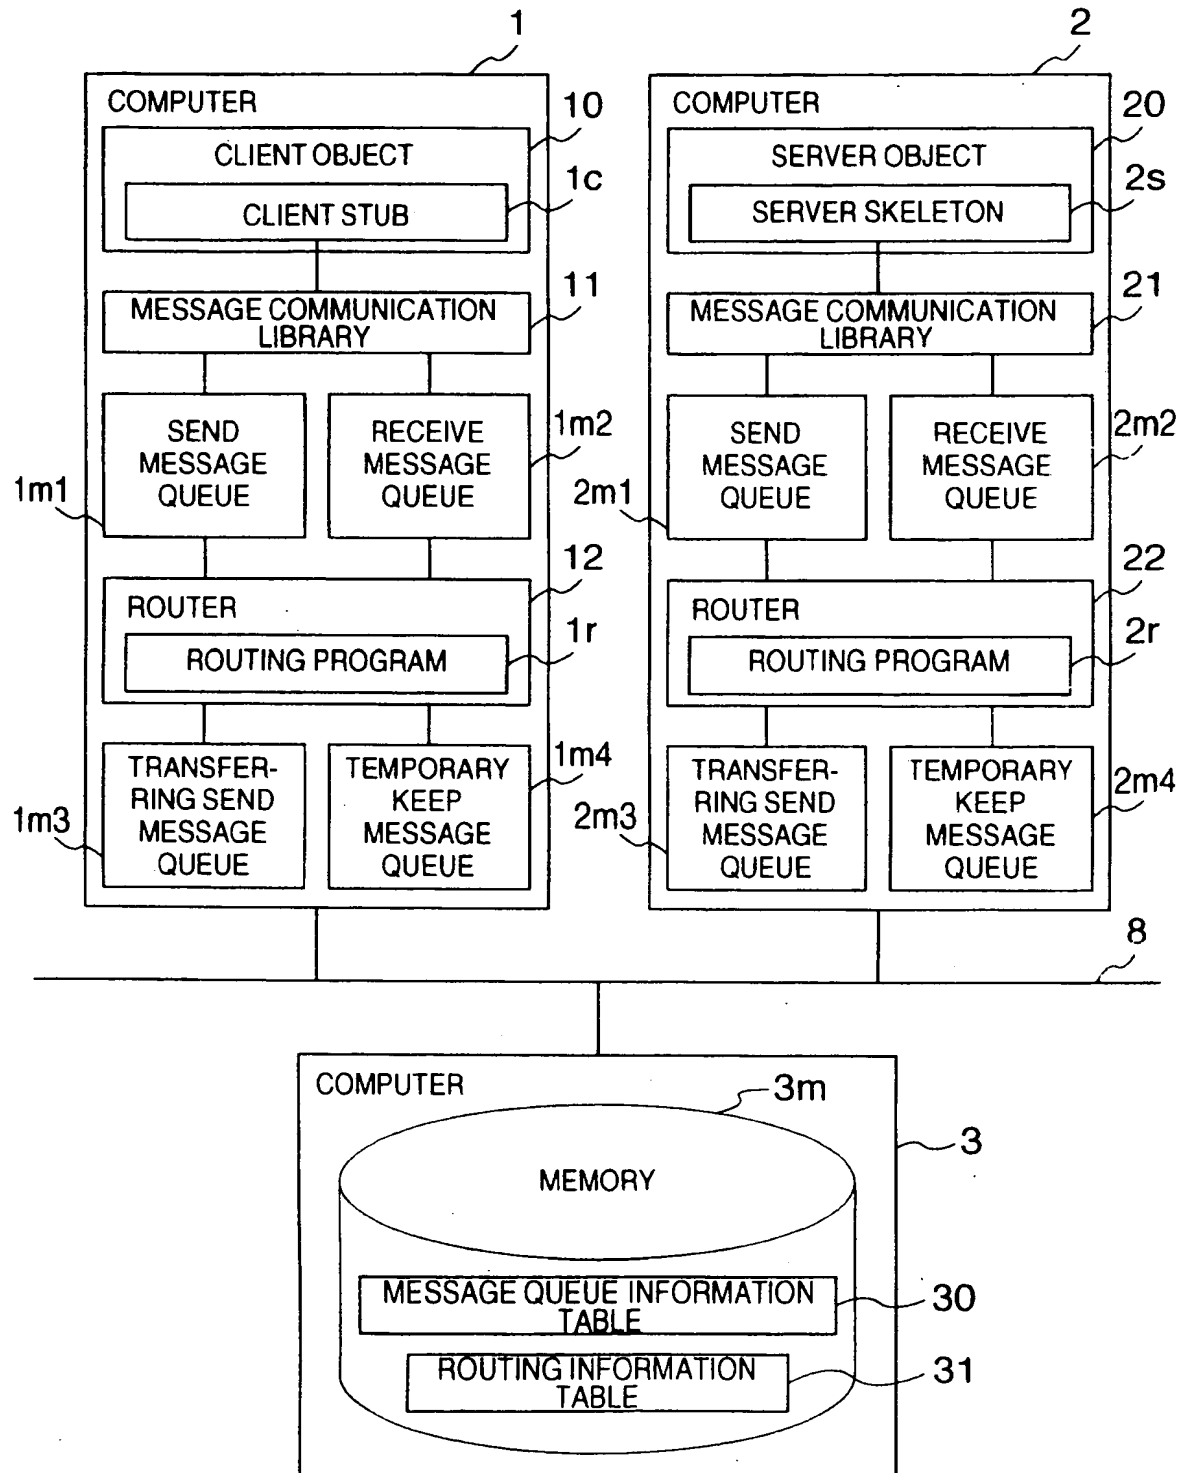 1
2
COMPUTER
10
CLIENT OBJECT
1c
CLIENT STUB
11
MESSAGE COMMUNICATION
LIBRARY
SEND
MESSAGE
QUEUE
1m1
RECEIVE
MESSAGE
QUEUE
1m2
12
ROUTER
1r
ROUTING PROGRAM
TRANSFER-
RING SEND
MESSAGE
QUEUE
1m3
TEMPORARY
KEEP
MESSAGE
QUEUE
1m4
COMPUTER
20
SERVER OBJECT
2s
SERVER SKELETON
21
MESSAGE COMMUNICATION
LIBRARY
SEND
MESSAGE
QUEUE
2m1
RECEIVE
MESSAGE
QUEUE
2m2
22
ROUTER
2r
ROUTING PROGRAM
TRANSFER-
RING SEND
MESSAGE
QUEUE
2m3
TEMPORARY
KEEP
MESSAGE
QUEUE
2m4
8
COMPUTER
3m
3
MEMORY
MESSAGE QUEUE INFORMATION
TABLE
30
ROUTING INFORMATION
TABLE
31